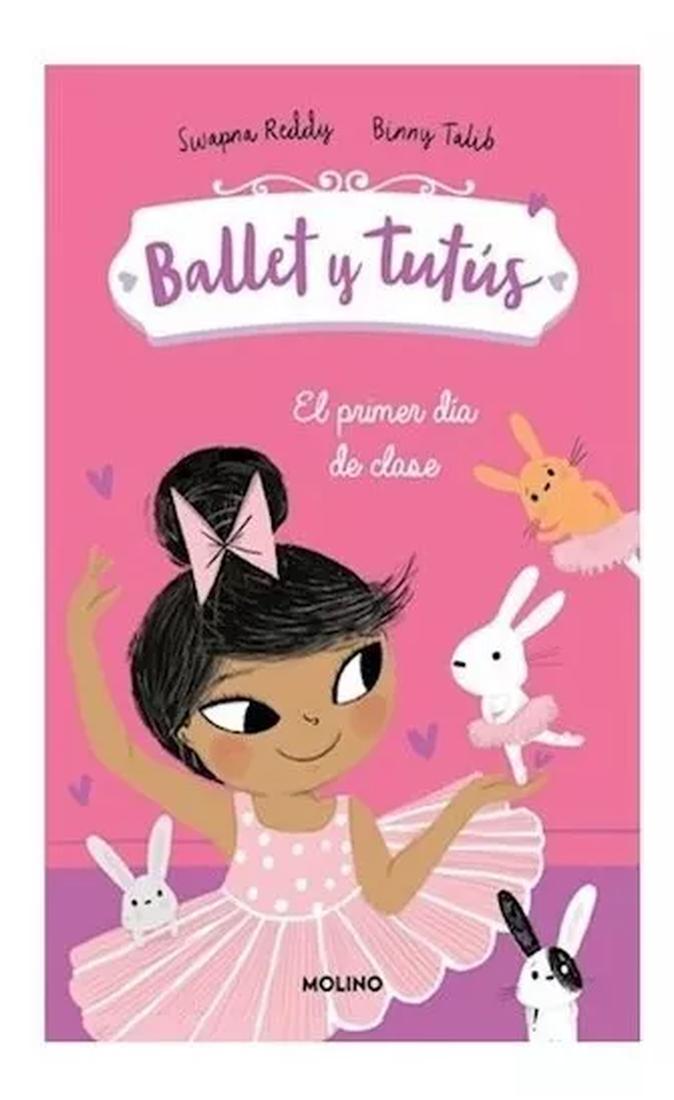 Swapna Reddy Binny Talib
Ballet y tutús
El primer día
de clase
MOLINO